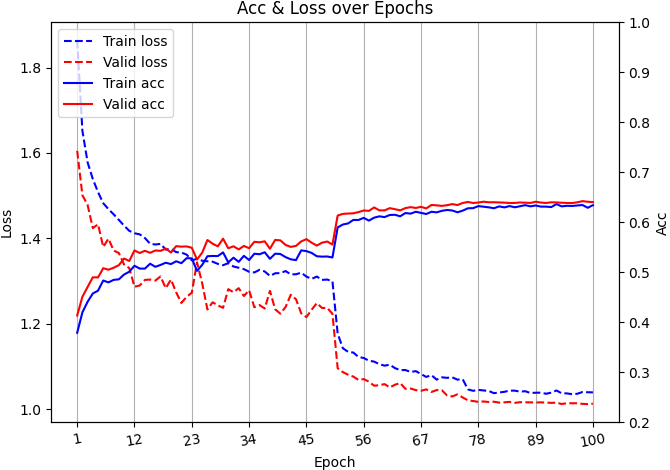 Acc & Loss over Epochs
Train loss
Valid loss
Train acc
Valid acc
1.8
1.6
1.4
1.2
1.0
Loss
1.0
0.9
0.8
0.7
0.6
0.5
0.4
0.3
0.2
Acc
1 12 23 34 45 56 67 78 89 100
Epoch